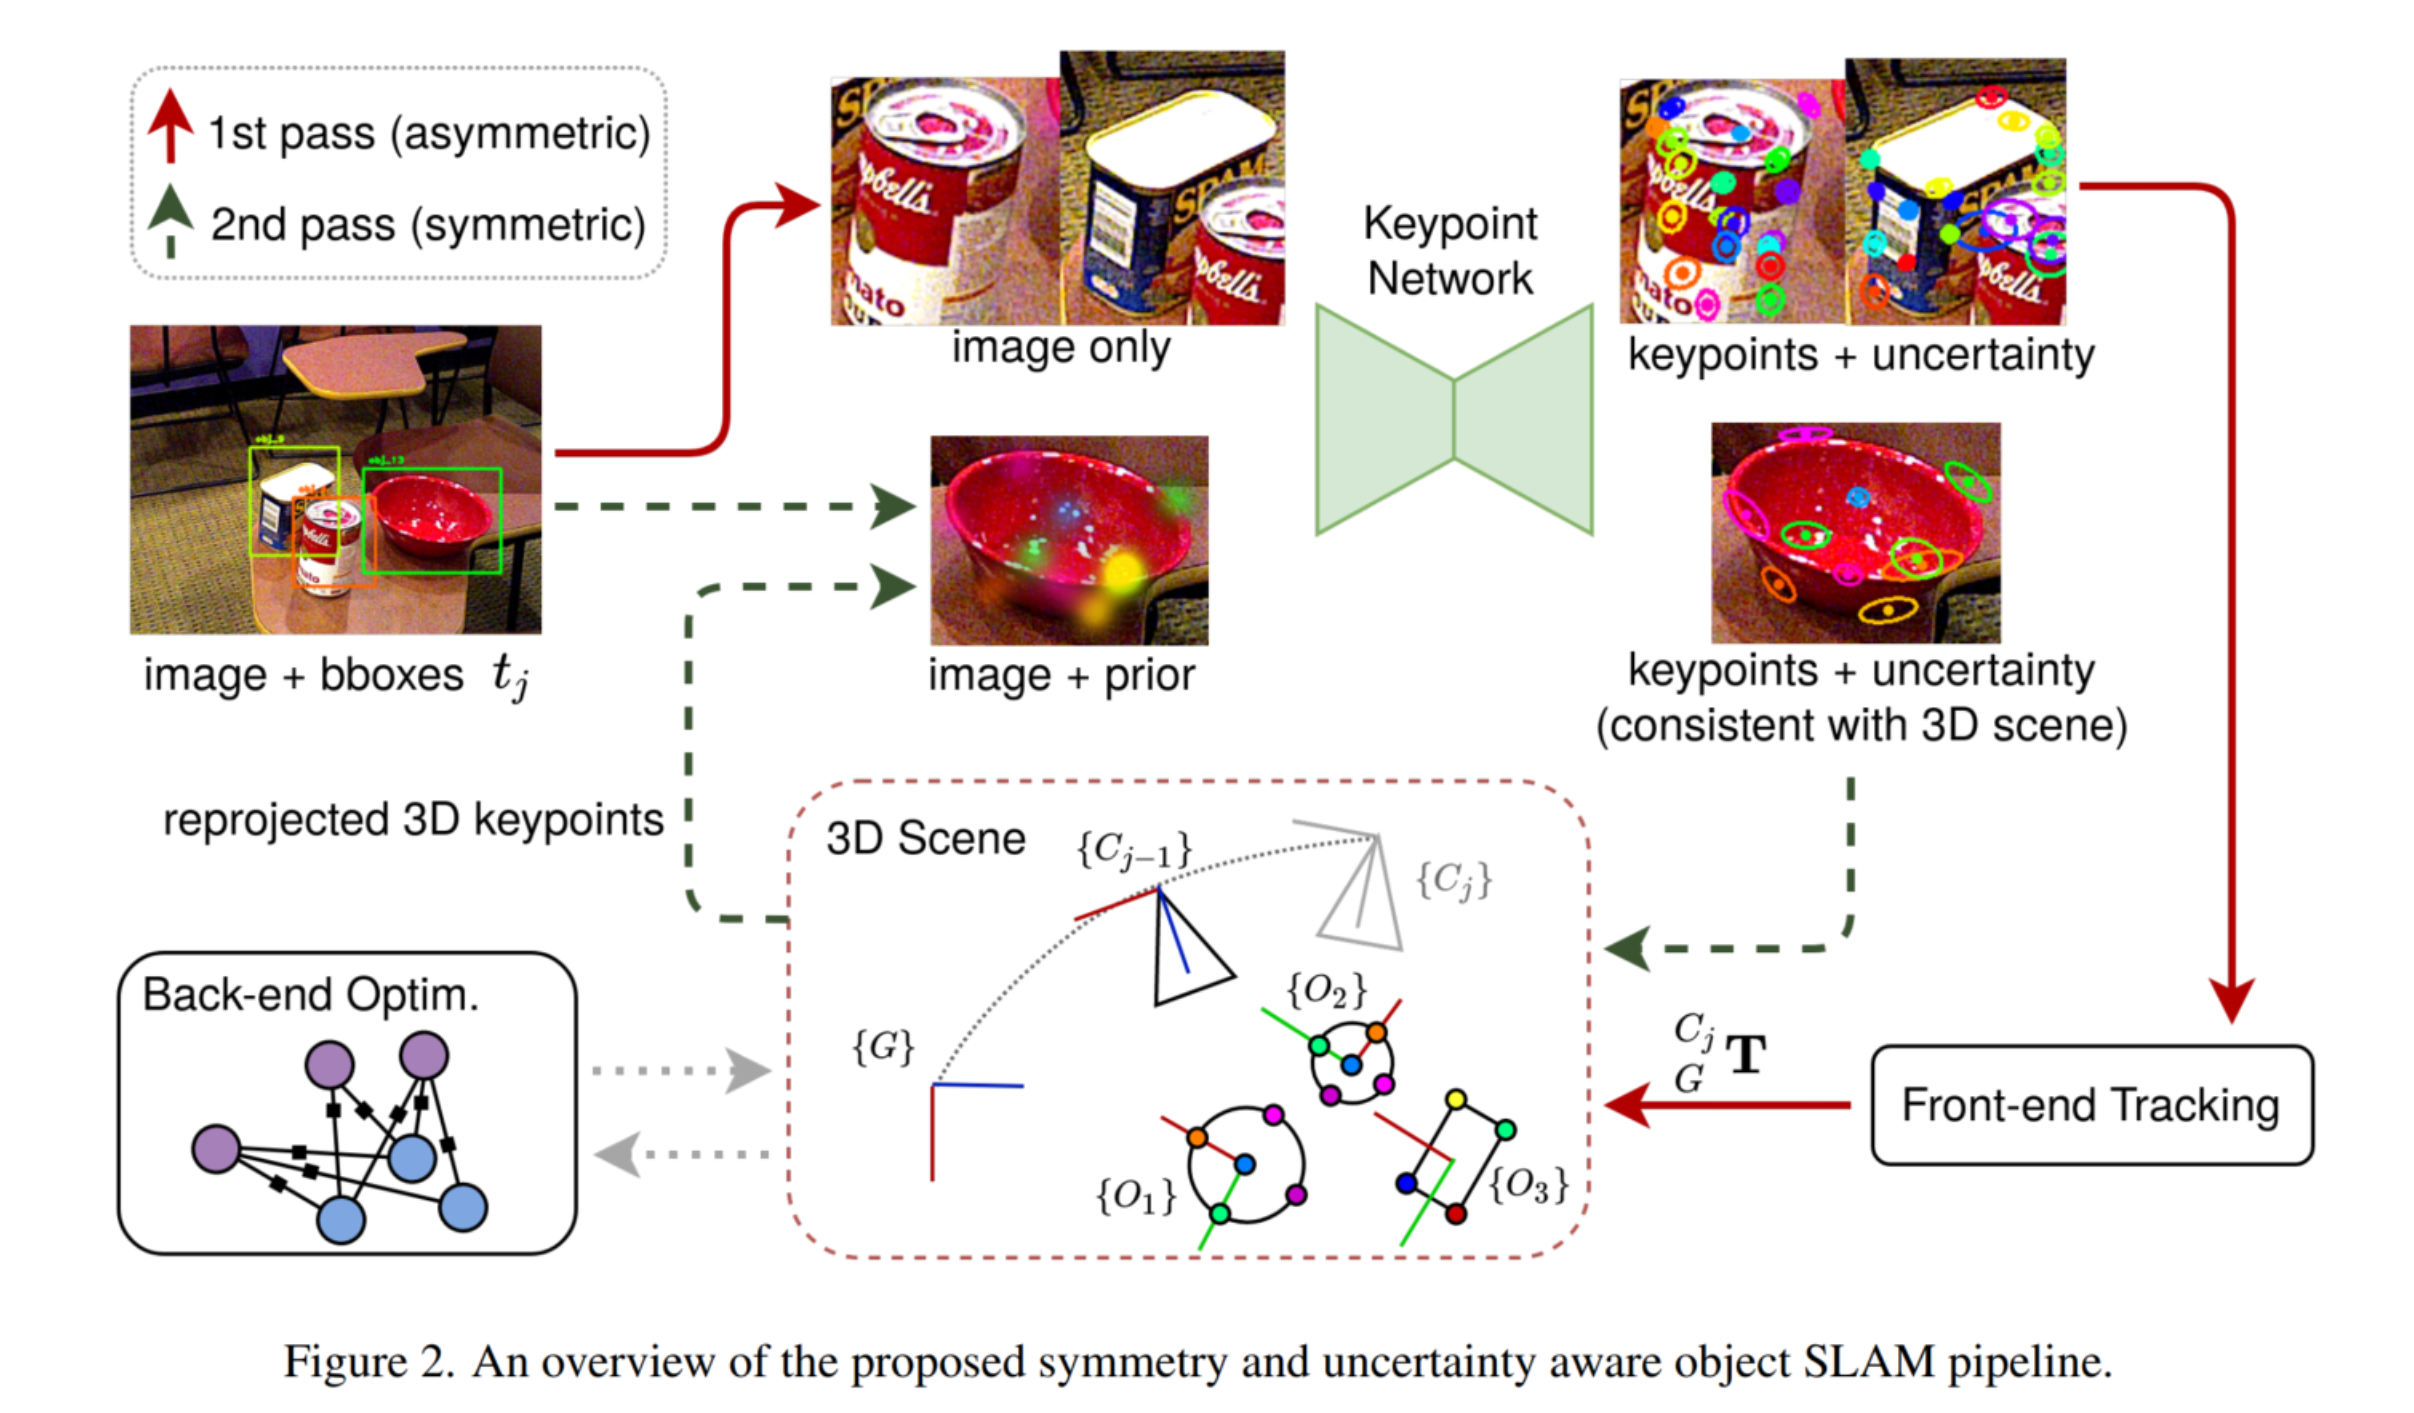 1st pass (asymmetric)
2nd pass (symmetric)
image only
Keypoint
Network
keypoints + uncertainty
obj_13
image + bboxes t_j
image + prior
keypoints + uncertainty
(consistent with 3D scene)
reprojected 3D keypoints
3D Scene
{C_{j-1}}
{C_j}
{G}
{O_2}
{O_1}
{O_3}
Back-end Optim.
^{C_j}_G T
Front-end Tracking
Figure 2. An overview of the proposed symmetry and uncertainty aware object SLAM pipeline.